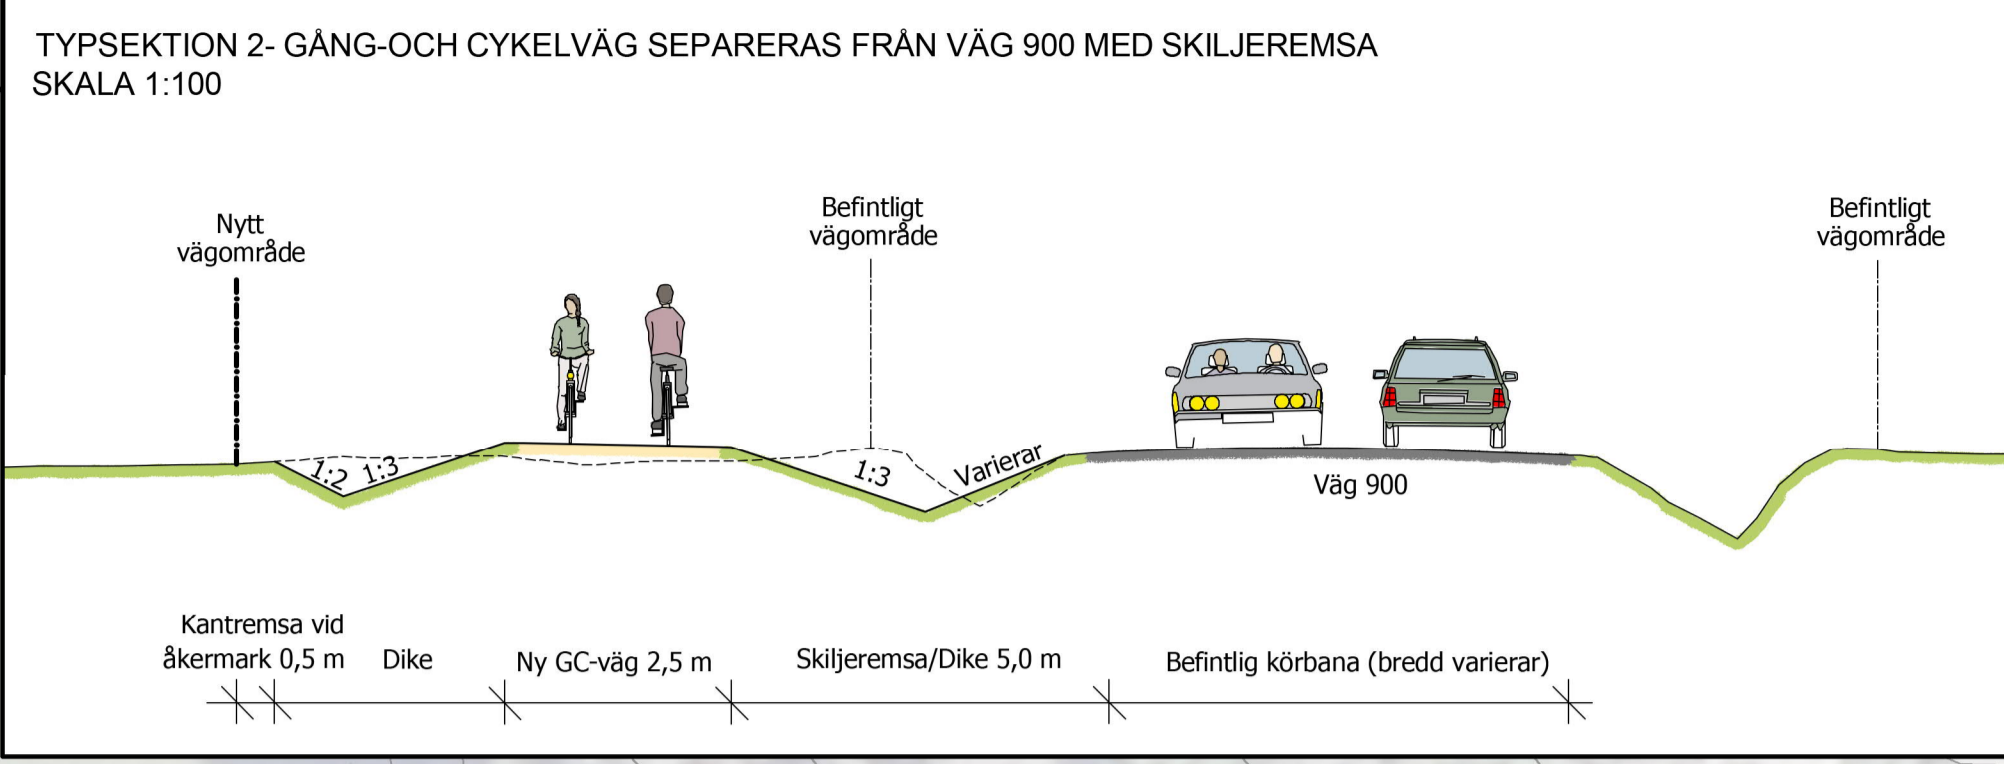 TYPSEKTION 2- GÅNG-OCH CYKELVÄG SEPARERAS FRÅN VÄG 900 MED SKILJEREMSA
SKALA 1:100
Nytt
vägområde
Befintligt
vägområde
Befintligt
vägområde
1:2
1:3
1:3
Varierar
Väg 900
Kantremsa vid
åkermark 0,5 m
Dike
Ny GC-väg 2,5 m
Skiljeremsa/Dike 5,0 m
Befintlig körbana (bredd varierar)